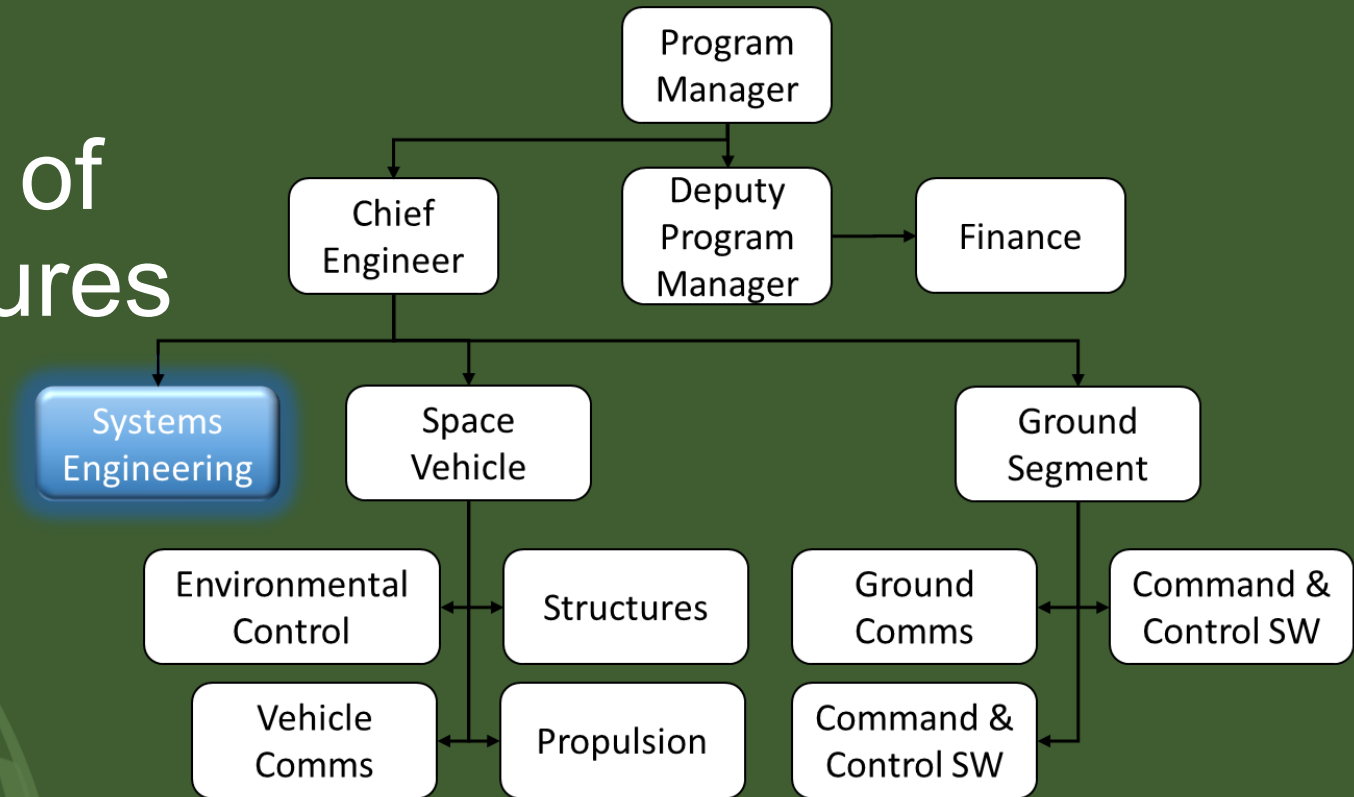 Program
Manager
of
ures
Chief
Engineer
Deputy
Program
Manager
Finance
Systems
Engineering
Space
Vehicle
Ground
Segment
Environmental
Control
Structures
Ground
Comms
Command &
Control SW
Vehicle
Comms
Propulsion
Command &
Control SW